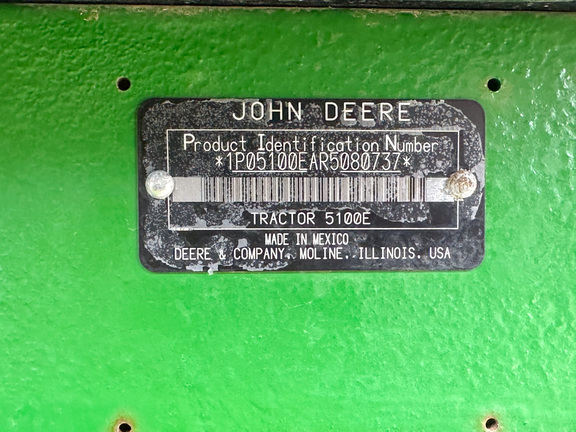 JOHN DEERE
Product Identification Number
*1P05100EAR5080737*
TRACTOR 5100E
MADE IN MEXICO
DEERE & COMPANY, MOLINE, ILLINOIS, USA